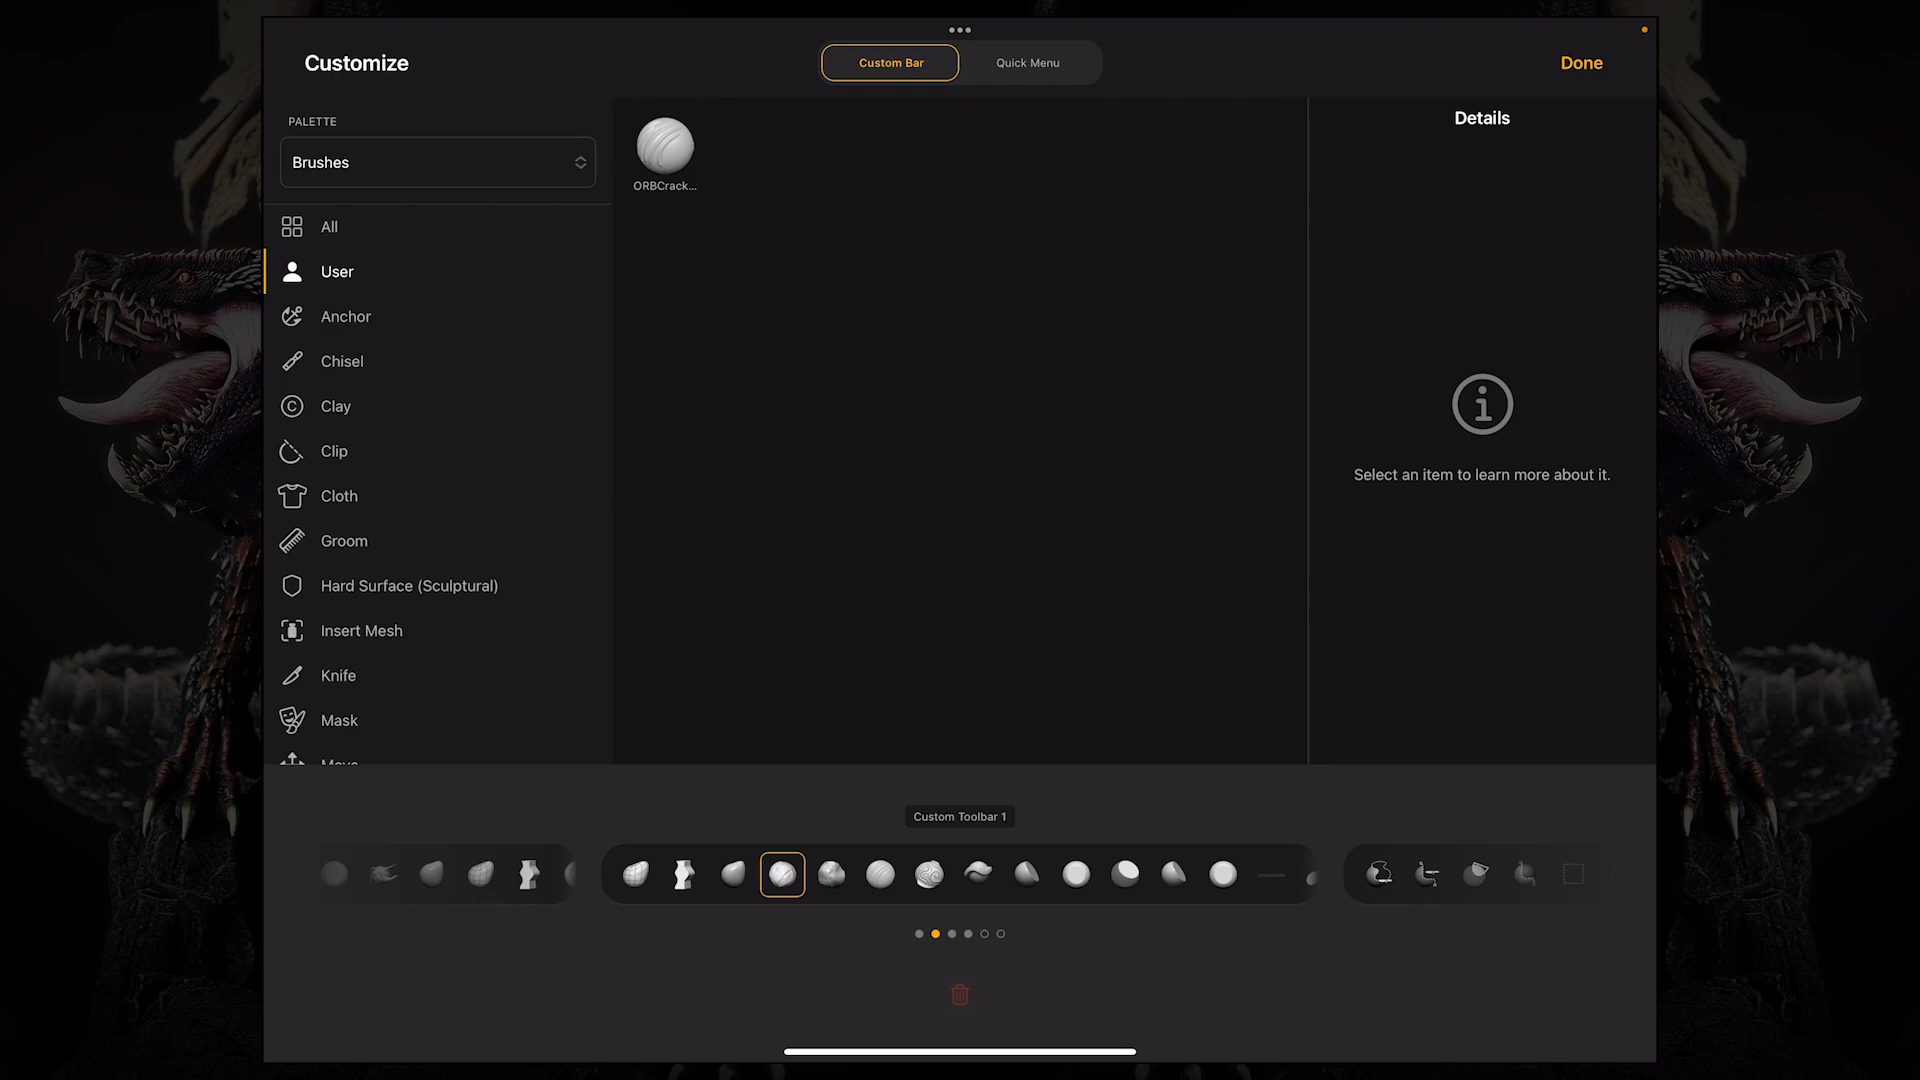 Customize
Custom Bar
Quick Menu
Done
PALETTE
Brushes
All
User
Anchor
Chisel
Clay
Clip
Cloth
Groom
Hard Surface (Sculptural)
Insert Mesh
Knife
Mask
Move
ORBCrack...
Details
Select an item to learn more about it.
Custom Toolbar 1